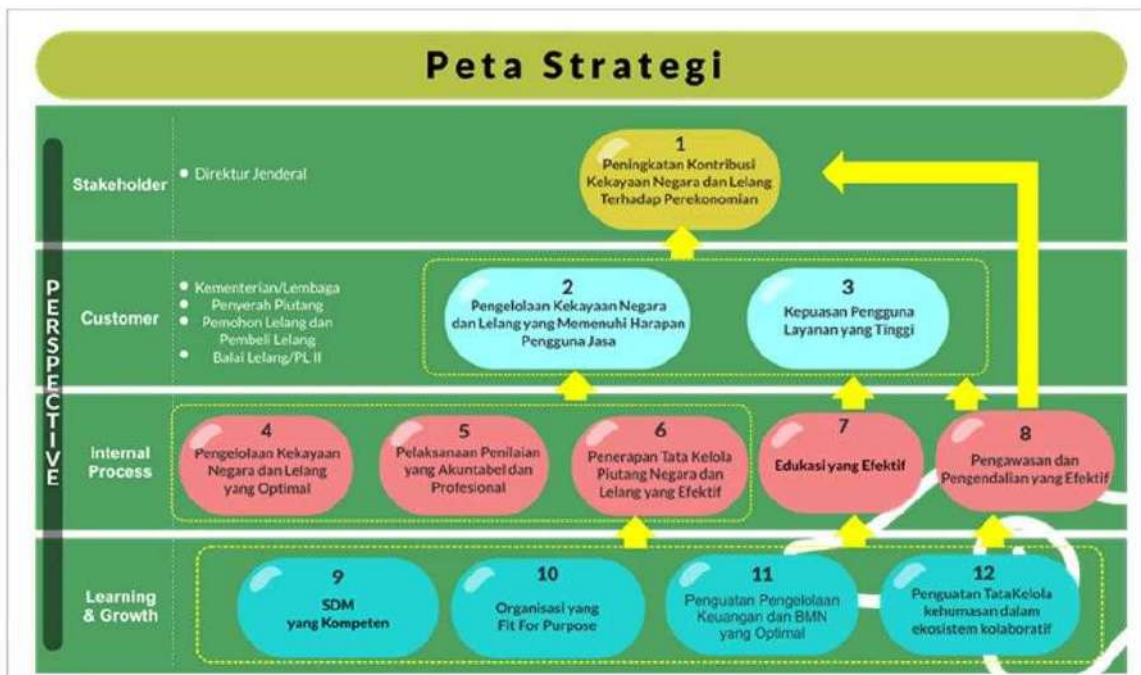 Peta Strategi
PERSPECTIVE
Stakeholder
• Direktur Jenderal
1
Peningkatan Kontribusi
Kekayaan Negara dan Lelang
Terhadap Perekonomian
Customer
• Kementerian/Lembaga
• Penyerah Piutang
• Pemohon Lelang dan
Pembeli Lelang
• Balai Lelang/PL II
2
Pengelolaan Kekayaan Negara
dan Lelang yang Memenuhi Harapan
Pengguna Jasa
3
Kepuasan Pengguna
Layanan yang Tinggi
Internal
Process
4
Pengelolaan Kekayaan
Negara dan Lelang
yang Optimal
5
Pelaksanaan Penilaian
yang Akuntabel dan
Profesional
6
Penerapan Tata Kelola
Piutang Negara dan
Lelang yang Efektif
7
Edukasi yang Efektif
8
Pengawasan dan
Pengendalian yang Efektif
Learning
& Growth
9
SDM
yang Kompeten
10
Organisasi yang
Fit For Purpose
11
Penguatan Pengelolaan
Keuangan dan BMN
yang Optimal
12
Penguatan TataKelola
kehumasan dalam
ekosistem kolaboratif